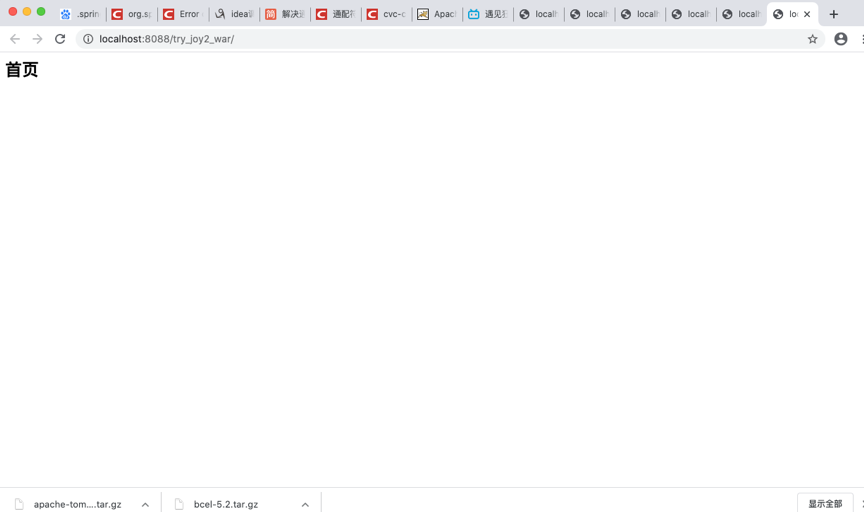 .sprin org.sp Error idea 解决 通配 cvc-c Apac 遇见 localh localh localh localh localh loc
localhost:8088/try_joy2_war/
首页
apache-tom....tar.gz bcel-5.2.tar.gz 显示全部